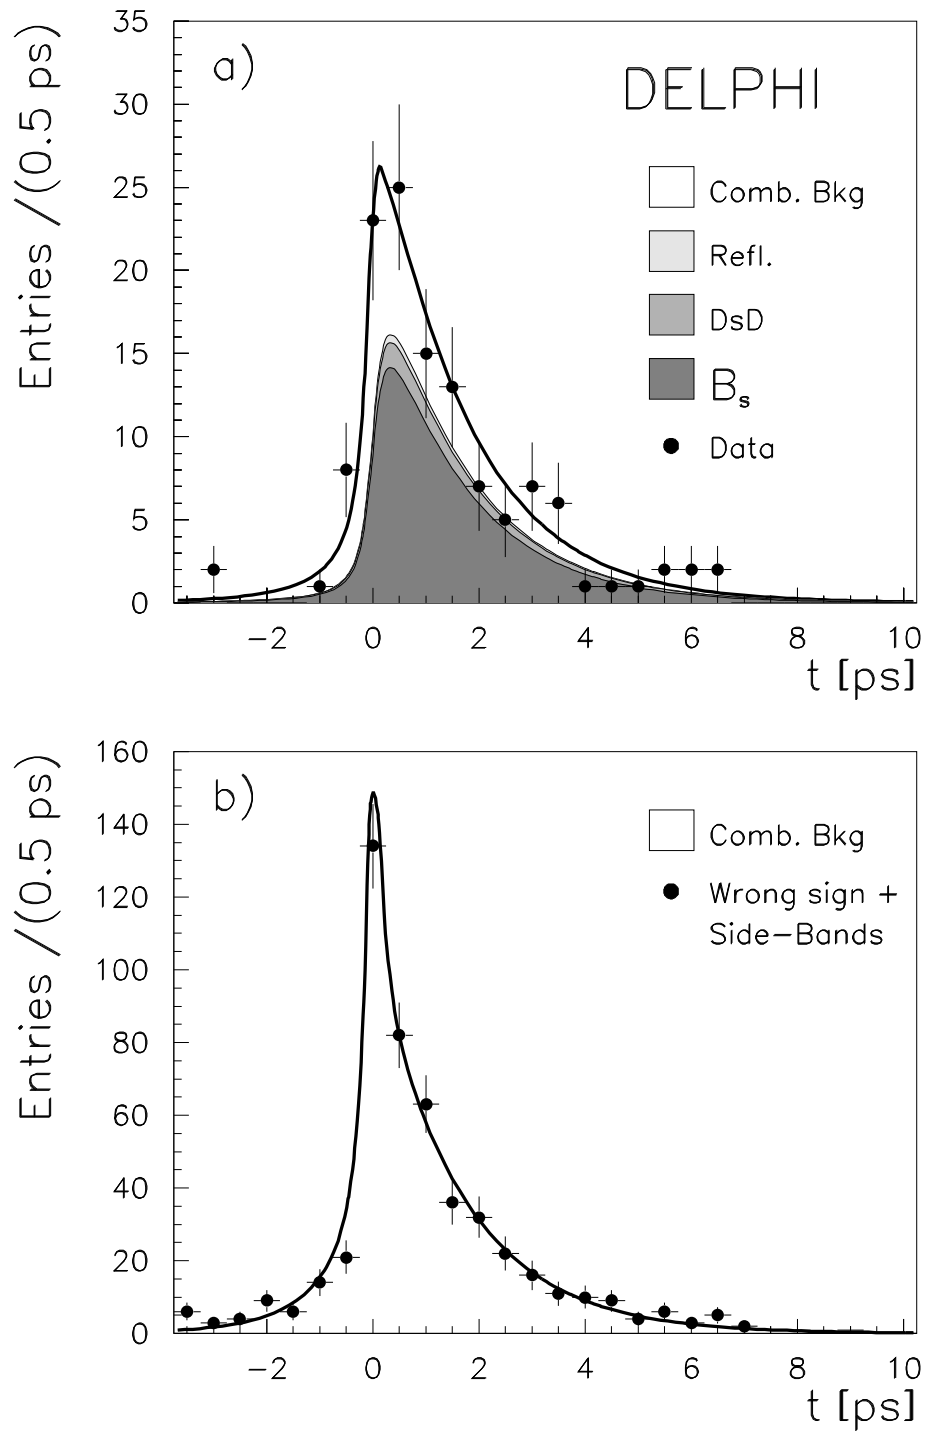 a)
DELPHI
Entries /(0.5 ps)
35
30
25
20
15
10
5
0
Comb. Bkg
Refl.
DsD
Bs
Data
−2 0 2 4 6 8 10
t [ps]
b)
Entries /(0.5 ps)
160
140
120
100
80
60
40
20
0
Comb. Bkg
Wrong sign +
Side−Bands
−2 0 2 4 6 8 10
t [ps]